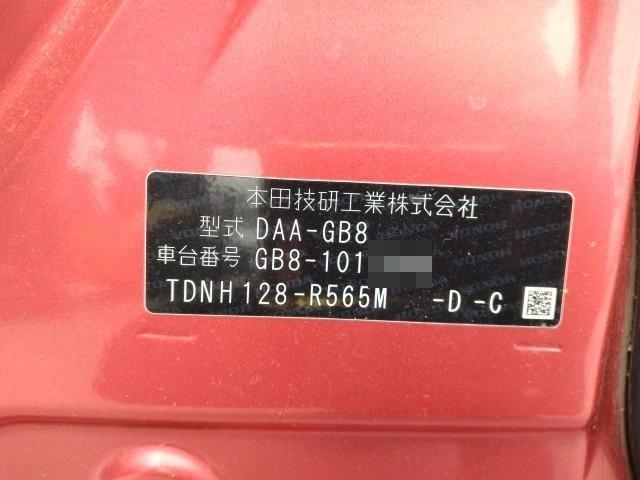 本田技研工業株式会社
型式 DAA-GB8
車台番号 GB8-101
TDNH128-R565M -D -C